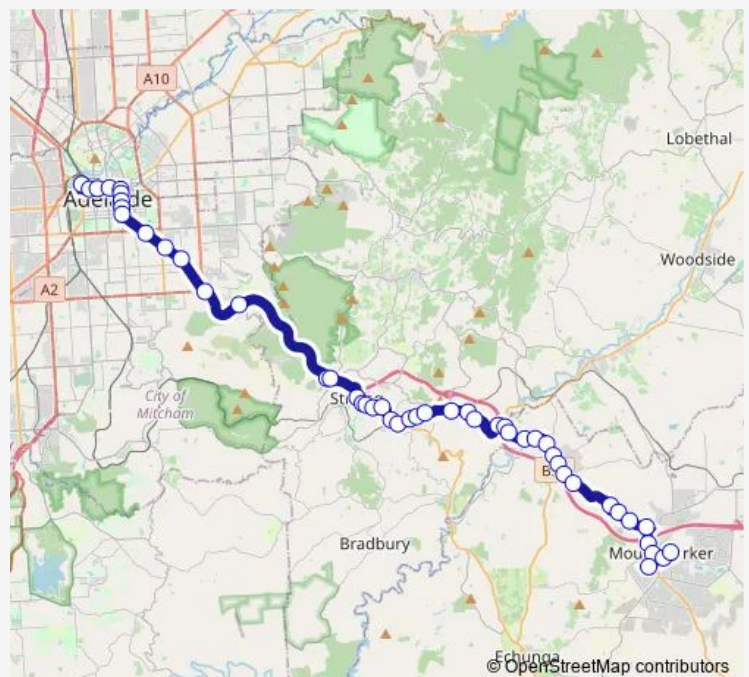 A10
Lobethal
Adelaide
Woodside
A2
City of
Mitcham
Bradbury
Echunga
© OpenStreetMap contributors